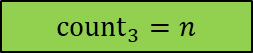 count₃ = n